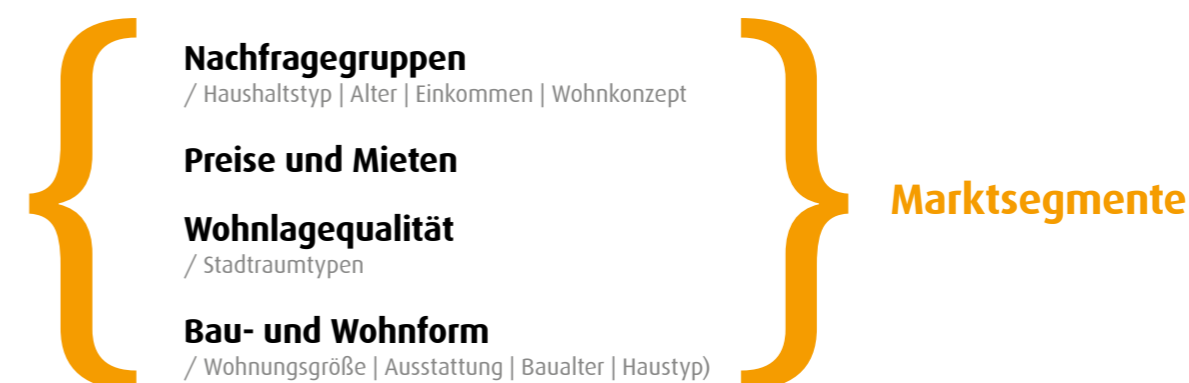 Nachfragegruppen
/ Haushaltstyp | Alter | Einkommen | Wohnkonzept
Preise und Mieten
Wohnlagequalität
/ Stadtraumtypen
Bau- und Wohnform
/ Wohnungsgröße | Ausstattung | Baualter | Haustyp)
Marktsegmente